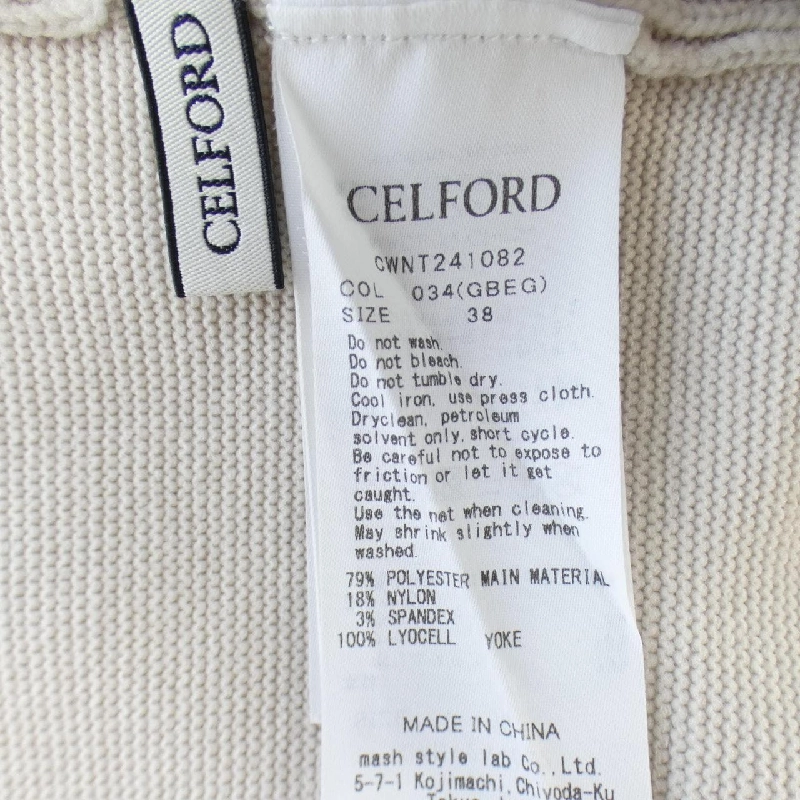 CELFORD
CELFORD
CWNT241082
COL 034(GBEG)
SIZE 38
Do not wash.
Do not bleach.
Do not tumble dry.
Cool iron, use press cloth.
Dryclean, petroleum
solvent only, short cycle.
Be careful not to expose to
friction or let it get
caught.
Use the net when cleaning.
May shrink slightly when
washed.
79% POLYESTER MAIN MATERIAL
18% NYLON
3% SPANDEX
100% LYOCELL YOKE
MADE IN CHINA
mash style lab Co.,Ltd.
5-7-1 Kojimachi,Chiyoda-Ku